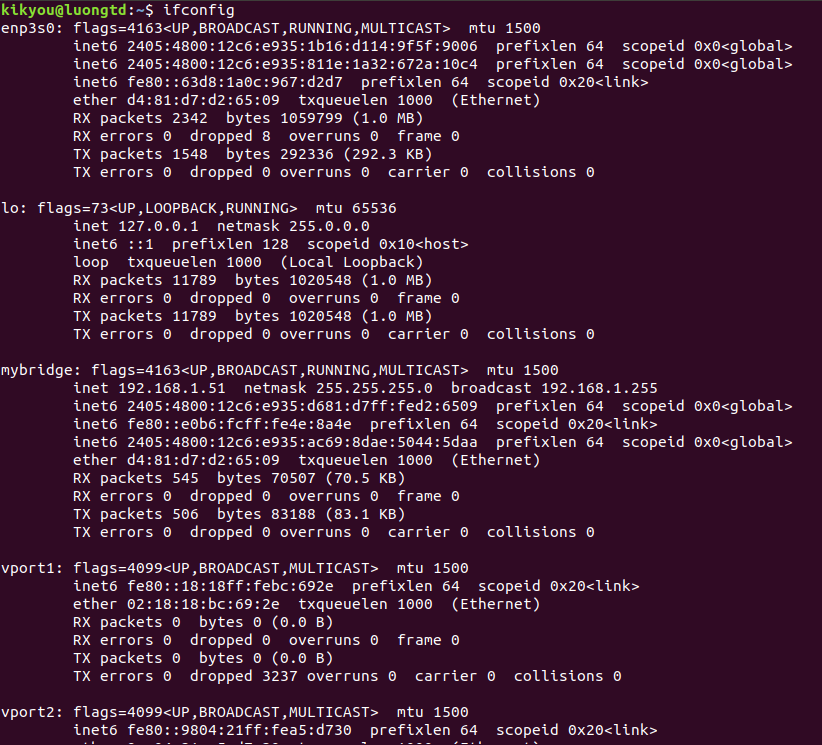 kikyou@luongtd:~$ ifconfig
enp3s0: flags=4163<UP,BROADCAST,RUNNING,MULTICAST>  mtu 1500
        inet6 2405:4800:12c6:e935:1b16:d114:9f5f:9006  prefixlen 64  scopeid 0x0<global>
        inet6 2405:4800:12c6:e935:811e:1a32:672a:10c4  prefixlen 64  scopeid 0x0<global>
        inet6 fe80::63d8:1a0c:967:d2d7  prefixlen 64  scopeid 0x20<link>
        ether d4:81:d7:d2:65:09  txqueuelen 1000  (Ethernet)
        RX packets 2342  bytes 1059799 (1.0 MB)
        RX errors 0  dropped 8  overruns 0  frame 0
        TX packets 1548  bytes 292336 (292.3 KB)
        TX errors 0  dropped 0 overruns 0  carrier 0  collisions 0

lo: flags=73<UP,LOOPBACK,RUNNING>  mtu 65536
        inet 127.0.0.1  netmask 255.0.0.0
        inet6 ::1  prefixlen 128  scopeid 0x10<host>
        loop  txqueuelen 1000  (Local Loopback)
        RX packets 11789  bytes 1020548 (1.0 MB)
        RX errors 0  dropped 0  overruns 0  frame 0
        TX packets 11789  bytes 1020548 (1.0 MB)
        TX errors 0  dropped 0 overruns 0  carrier 0  collisions 0

mybridge: flags=4163<UP,BROADCAST,RUNNING,MULTICAST>  mtu 1500
        inet 192.168.1.51  netmask 255.255.255.0  broadcast 192.168.1.255
        inet6 2405:4800:12c6:e935:d681:d7ff:fed2:6509  prefixlen 64  scopeid 0x0<global>
        inet6 fe80::e0b6:fcff:fe4e:8a4e  prefixlen 64  scopeid 0x20<link>
        inet6 2405:4800:12c6:e935:ac69:8dae:5044:5daa  prefixlen 64  scopeid 0x0<global>
        ether d4:81:d7:d2:65:09  txqueuelen 1000  (Ethernet)
        RX packets 545  bytes 70507 (70.5 KB)
        RX errors 0  dropped 0  overruns 0  frame 0
        TX packets 506  bytes 83188 (83.1 KB)
        TX errors 0  dropped 0 overruns 0  carrier 0  collisions 0

vport1: flags=4099<UP,BROADCAST,MULTICAST>  mtu 1500
        inet6 fe80::18:18ff:febc:692e  prefixlen 64  scopeid 0x20<link>
        ether 02:18:18:bc:69:2e  txqueuelen 1000  (Ethernet)
        RX packets 0  bytes 0 (0.0 B)
        RX errors 0  dropped 0  overruns 0  frame 0
        TX packets 0  bytes 0 (0.0 B)
        TX errors 0  dropped 3237 overruns 0  carrier 0  collisions 0

vport2: flags=4099<UP,BROADCAST,MULTICAST>  mtu 1500
        inet6 fe80::9804:21ff:fea5:d730  prefixlen 64  scopeid 0x20<link>